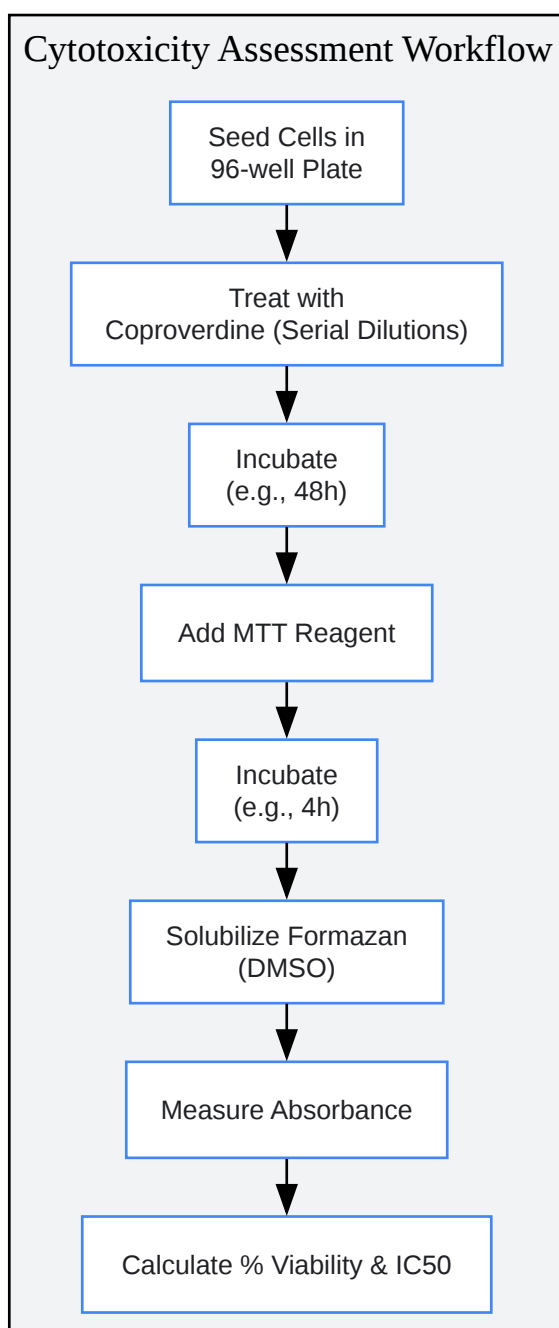 Cytotoxicity Assessment Workflow
Seed Cells in
96-well Plate
Treat with
Coproverdine (Serial Dilutions)
Incubate
(e.g., 48h)
Add MTT Reagent
Incubate
(e.g., 4h)
Solubilize Formazan
(DMSO)
Measure Absorbance
Calculate % Viability & IC50